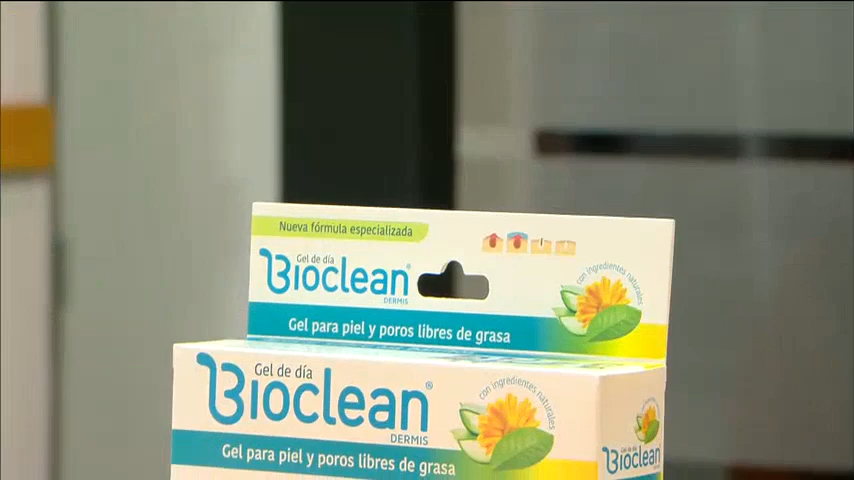 Nueva fórmula especializada
Gel de día
Bioclean®
DERMIS
con ingredientes naturales
Gel para piel y poros libres de grasa
Gel de día
Bioclean®
DERMIS
con ingredientes naturales
Gel para piel y poros libres de grasa
Gel de día
Bioclean
DERMIS